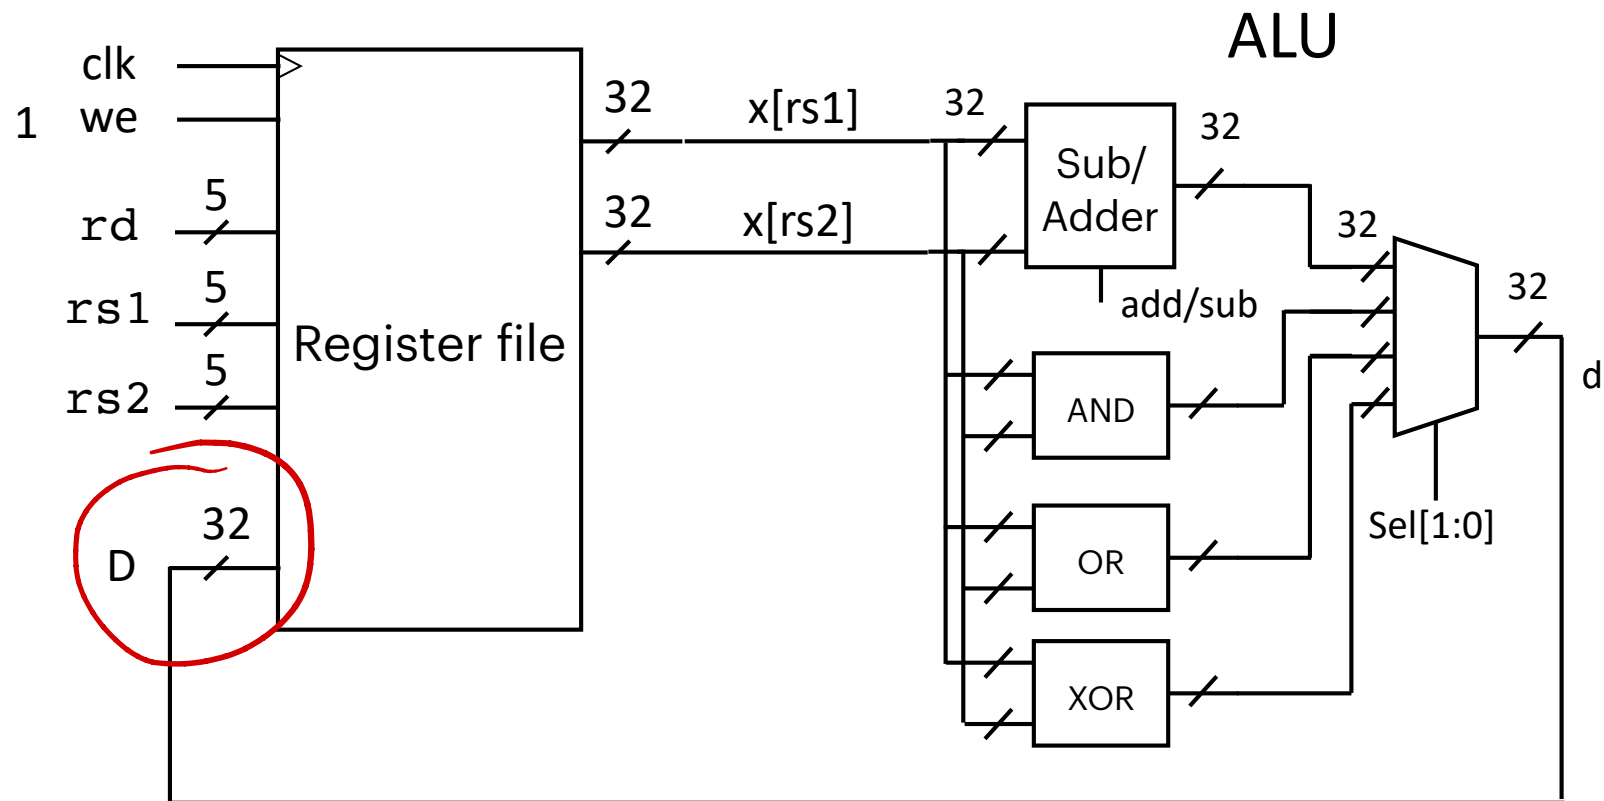 ALU
clk
1 we
32 x[rs1] 32
32
Sub/
Adder
5
rd
32 x[rs2]
32
add/sub
5
rs1
Register file
32
d
5
rs2
AND
Sel[1:0]
32
D
OR
XOR